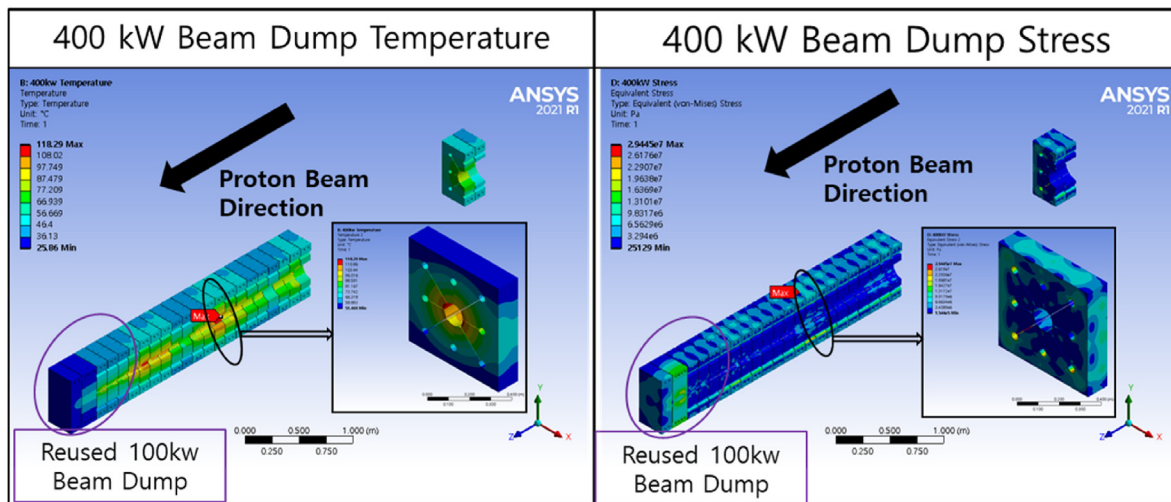 400 kW Beam Dump Temperature
B: 400kw Temperature
Temperature
Type: Temperature
Unit: °C
Time: 1
118.29 Max
108.02
97.749
87.479
77.209
66.939
56.669
46.4
36.13
25.86 Min
ANSYS
2021 R1
Proton Beam
Direction
Max
0.000
1.000 (m)
0.250
0.750
Reused 100kw
Beam Dump
Z
Y
X
400 kW Beam Dump Stress
D: 400kW Stress
Equivalent Stress
Type: Equivalent (von-Mises) Stress
Unit: Pa
Time: 1
2.9445e7 Max
2.6176e7
2.2907e7
1.9638e7
1.6369e7
1.3101e7
9.8317e6
6.5629e6
3.294e6
25129 Min
ANSYS
2021 R1
Proton Beam
Direction
Max
0.000
1.000 (m)
0.250
0.750
Reused 100kw
Beam Dump
Z
Y
X